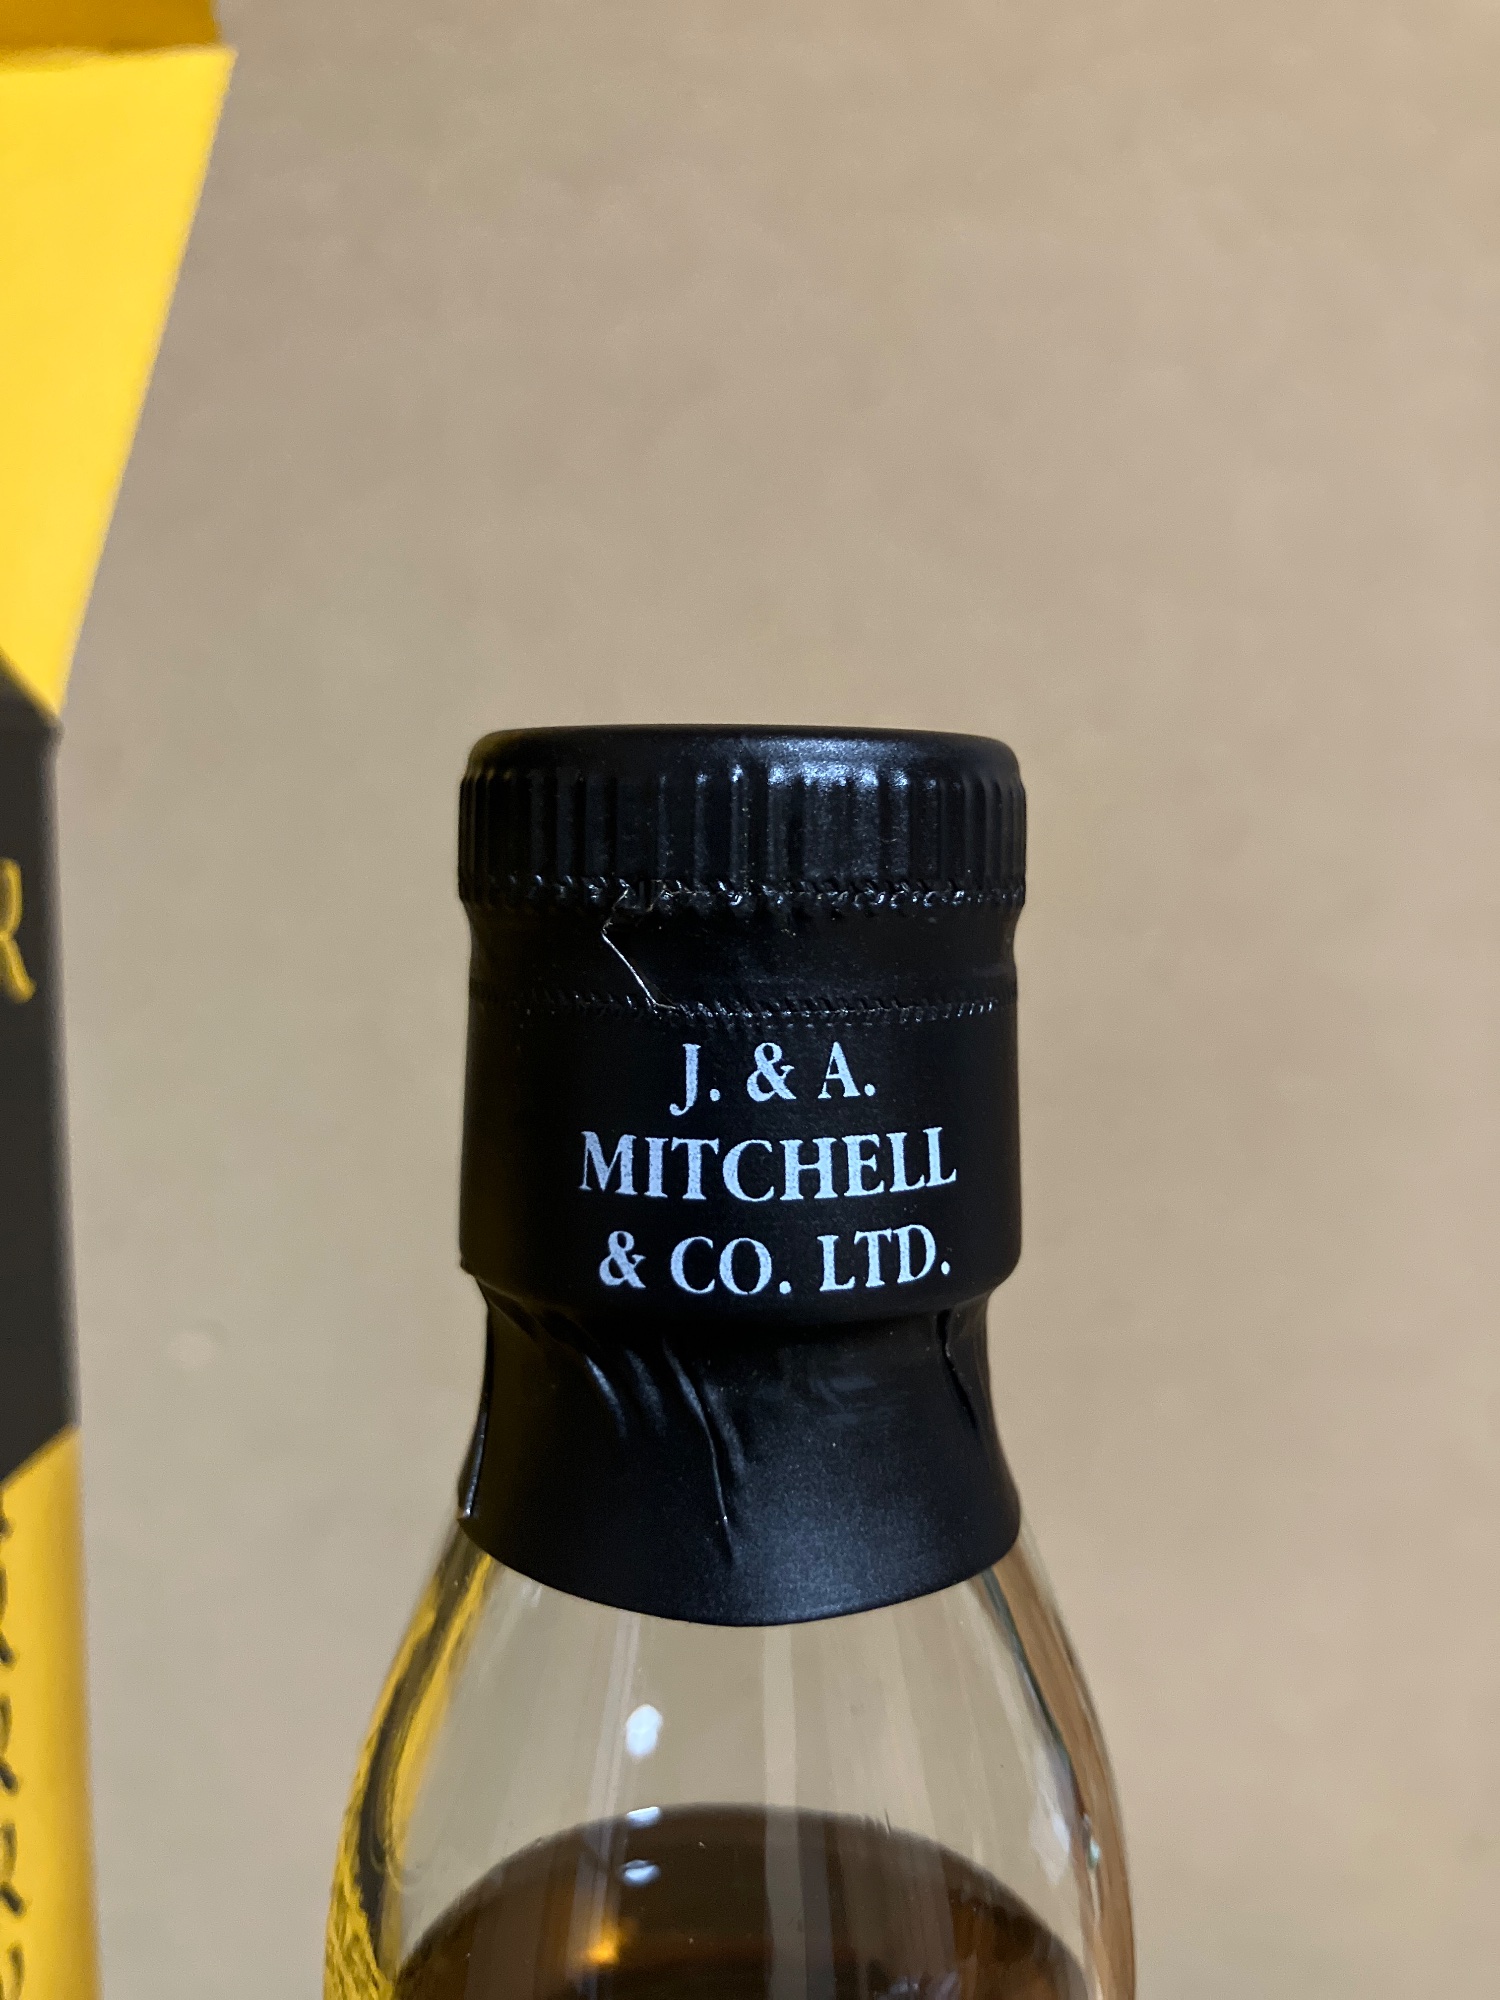 J. & A.
MITCHELL
& CO. LTD.